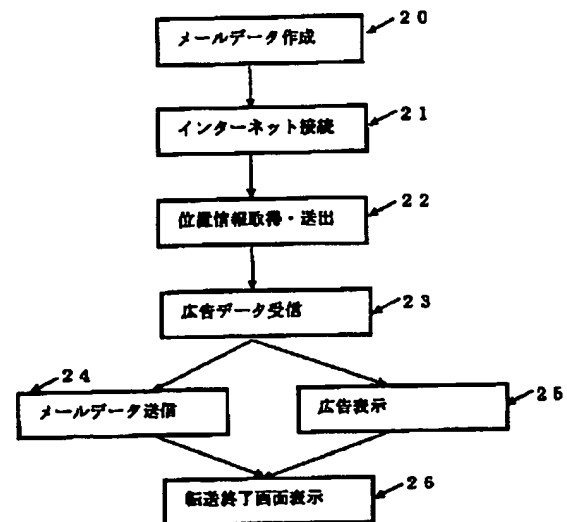 メールデータ作成
20
インターネット接続
21
位置情報取得・送出
22
広告データ受信
23
24
メールデータ送信
広告表示
25
転送終了画面表示
26